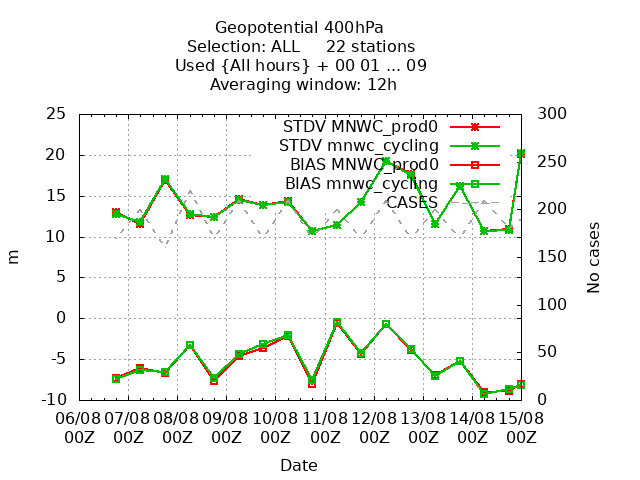 Geopotential 400hPa
Selection: ALL     22 stations
Used {All hours} + 00 01 ... 09
Averaging window: 12h
25
20
15
10
5
0
-5
-10
m
300
250
200
150
100
50
0
No cases
STDV MNWC_prod0
STDV mnwc_cycling
BIAS MNWC_prod0
BIAS mnwc_cycling
CASES
06/08 07/08 08/08 09/08 10/08 11/08 12/08 13/08 14/08 15/08
00Z 00Z 00Z 00Z 00Z 00Z 00Z 00Z 00Z 00Z
Date